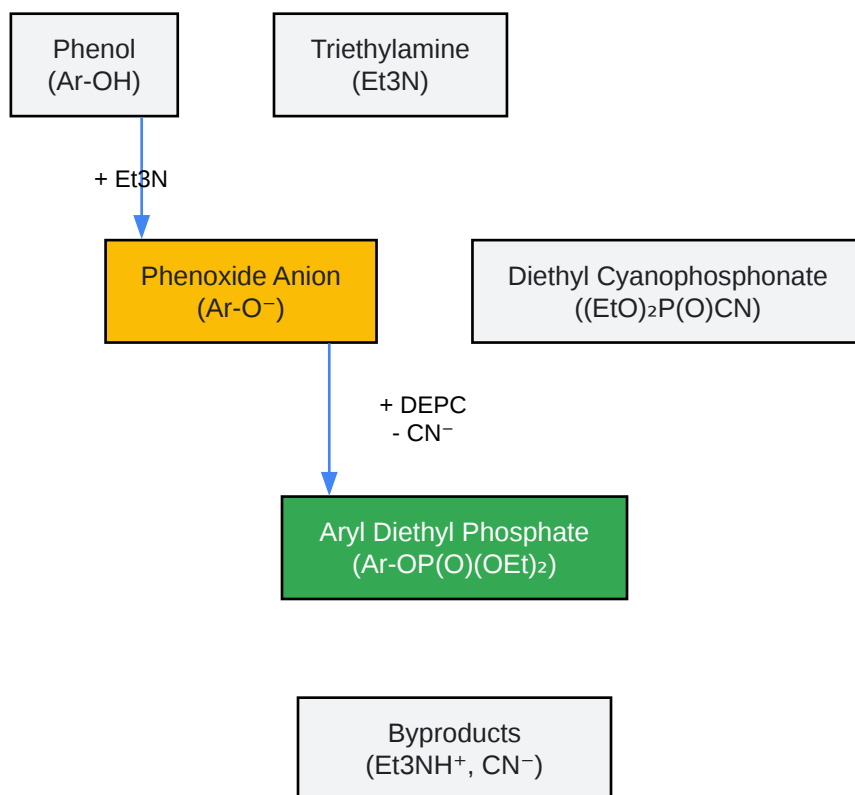 Phenol
(Ar-OH)
Triethylamine
(Et3N)
+ Et3N
Phenoxide Anion
(Ar-O⁻)
Diethyl Cyanophosphonate
((EtO)₂P(O)CN)
+ DEPC
- CN⁻
Aryl Diethyl Phosphate
(Ar-OP(O)(OEt)₂)
Byproducts
(Et3NH⁺, CN⁻)